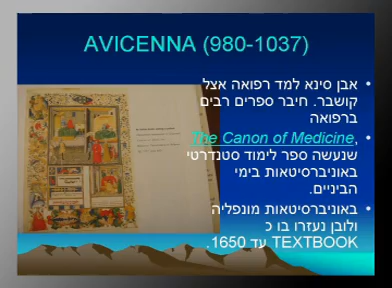 AVICENNA (980-1037)
אבן סינא למד רפואה אצל
קושבר. חיבר ספרים רבים
ברפואה
The Canon of Medicine,
שנעשה ספר לימוד סטנדרטי
באוניברסיטאות בימי
הביניים.
באוניברסיטאות מונפליה
ולובן נעזרו בו כ
TEXTBOOK עד 1650.